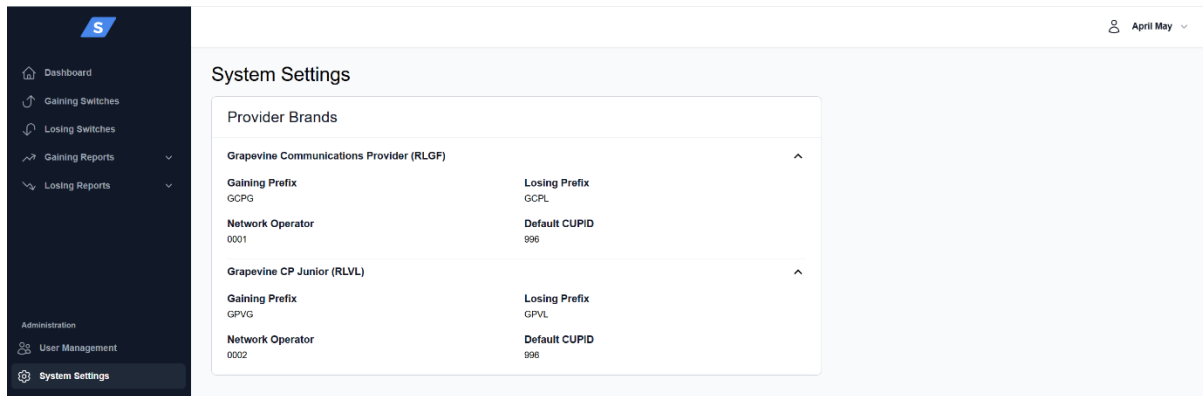 S
April May
Dashboard
Gaining Switches
Losing Switches
Gaining Reports
Losing Reports
Administration
User Management
System Settings
System Settings
Provider Brands
Grapevine Communications Provider (RLGF)
Gaining Prefix Losing Prefix
GCPG GCPL
Network Operator Default CUPID
0001 996
Grapevine CP Junior (RLVL)
Gaining Prefix Losing Prefix
GPVG GPVL
Network Operator Default CUPID
0002 996